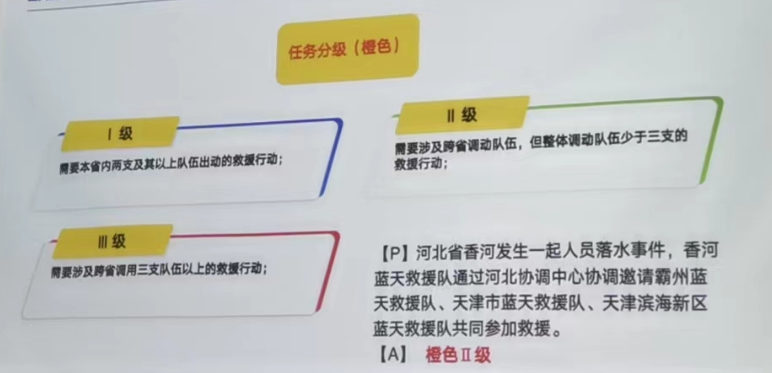 任务分级（橙色）
Ⅰ 级
需要本省内两支及其以上队伍出动的救援行动；
Ⅱ 级
需要涉及跨省调动队伍，但整体调动队伍少于三支的
救援行动；
Ⅲ 级
需要涉及跨省调用三支队伍以上的救援行动；
【P】河北省香河发生一起人员落水事件，香河
蓝天救援队通过河北协调中心协调邀请霸州蓝
天救援队、天津市蓝天救援队、天津滨海新区
蓝天救援队共同参加救援。
【A】 橙色Ⅱ级